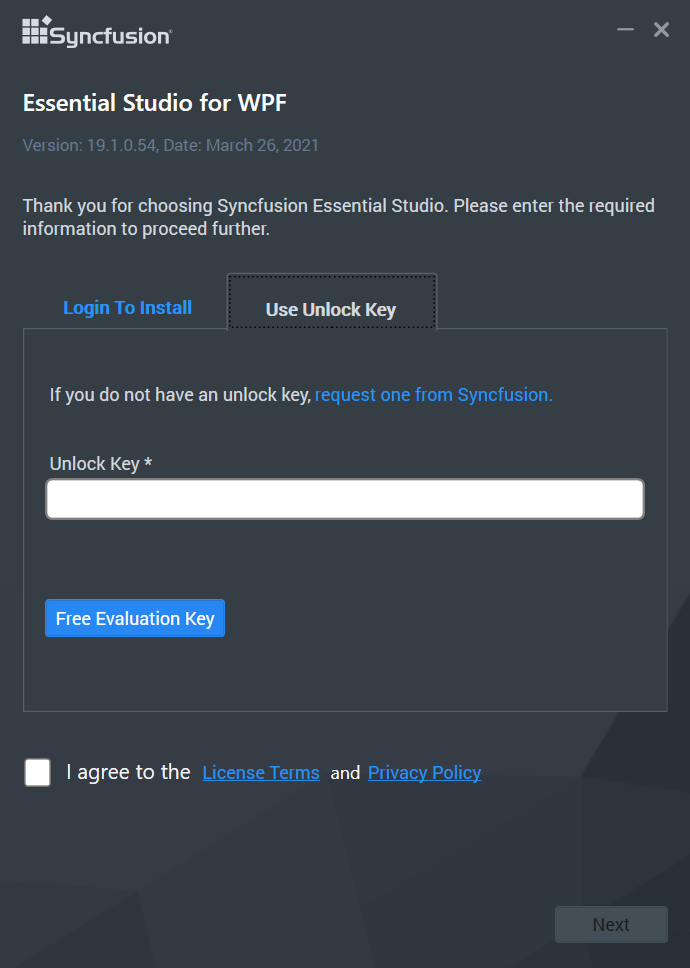 Syncfusion®
Essential Studio for WPF
Version: 19.1.0.54, Date: March 26, 2021
Thank you for choosing Syncfusion Essential Studio. Please enter the required
information to proceed further.
Login To Install
Use Unlock Key
If you do not have an unlock key, request one from Syncfusion.
Unlock Key *
Free Evaluation Key
I agree to the License Terms and Privacy Policy
Next